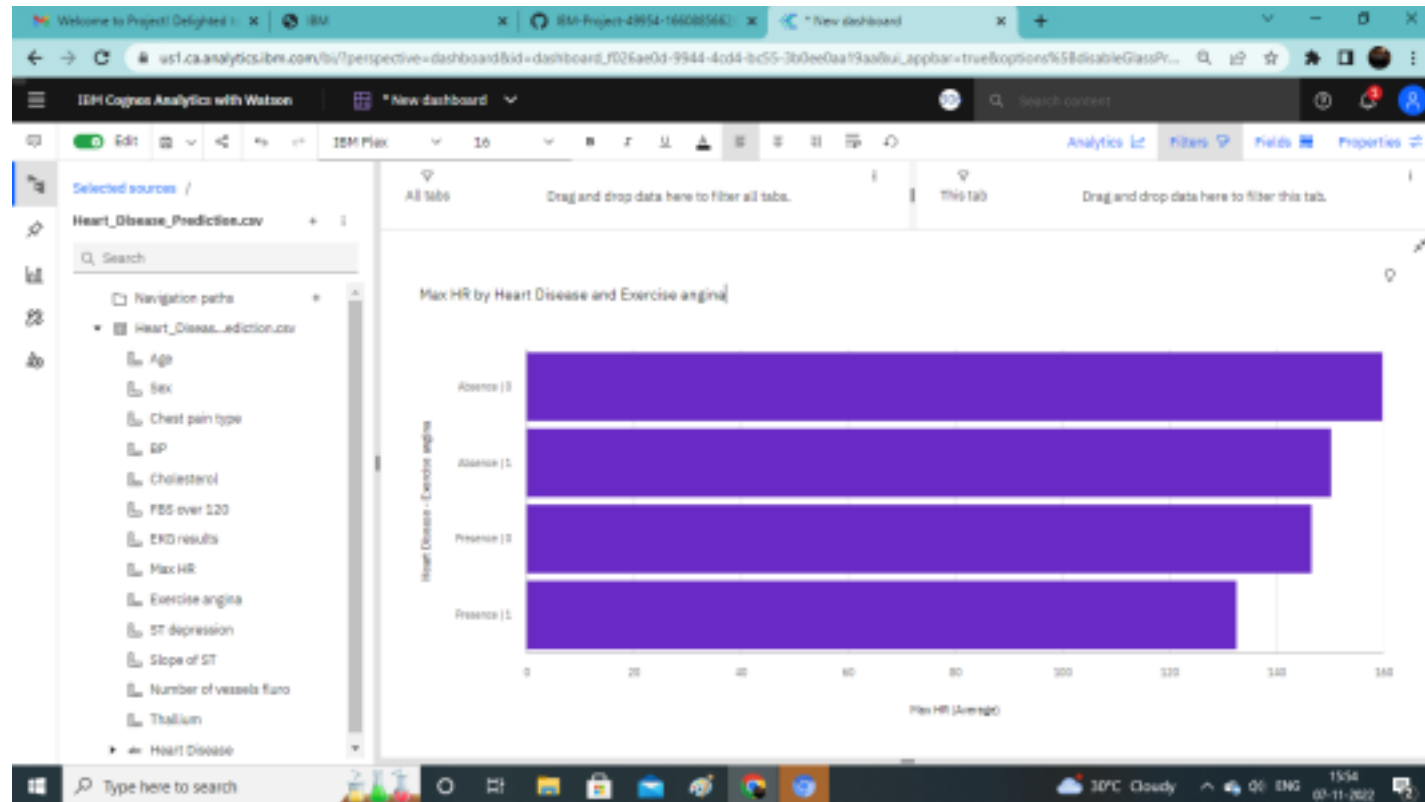 Welcome to Project! Delighted t
IBM
IBM-Project-49954-16608856
* New dashboard
IBM Cognos Analytics with Watson
* New dashboard
Search content
Edit
IBM Plex
16
B
I
U
A
Analytics
Filters
Fields
Properties
Selected sources /
Heart_Disease_Prediction.csv
Search
Navigation paths
Heart_Diseas...ediction.csv
Age
Sex
Chest pain type
BP
Cholesterol
FBS over 120
EKG results
Max HR
Exercise angina
ST depression
Slope of ST
Number of vessels fluro
Thallium
abc Heart Disease
All tabs
Drag and drop data here to filter all tabs.
This tab
Drag and drop data here to filter this tab.
Max HR by Heart Disease and Exercise angina
Heart Disease - Exercise angina
Absence | 0
Absence | 1
Presence | 0
Presence | 1
0 20 40 60 80 100 120 140 160
Max HR (Average)
Type here to search
30°C Cloudy
ENG
15:54
07-11-2022